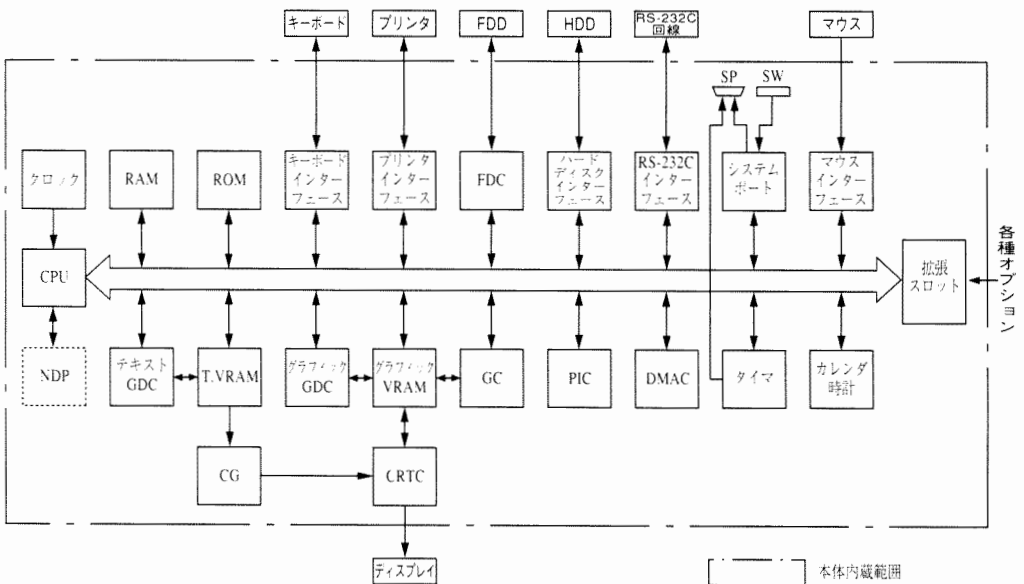 キーボード
プリンタ
FDD
HDD
RS-232C
回線
マウス
SP
SW
クロック
RAM
ROM
キーボード
インター
フェース
プリンタ
インター
フェース
FDC
ハード
ディスク
インター
フェース
RS-232C
インター
フェース
システム
ポート
マウス
インター
フェース
CPU
拡張
スロット
各種オプション
NDP
テキスト
GDC
T.VRAM
グラフィック
GDC
グラフィック
VRAM
GC
PIC
DMAC
タイマ
カレンダ
時計
CG
CRTC
ディスプレイ
本体内蔵範囲